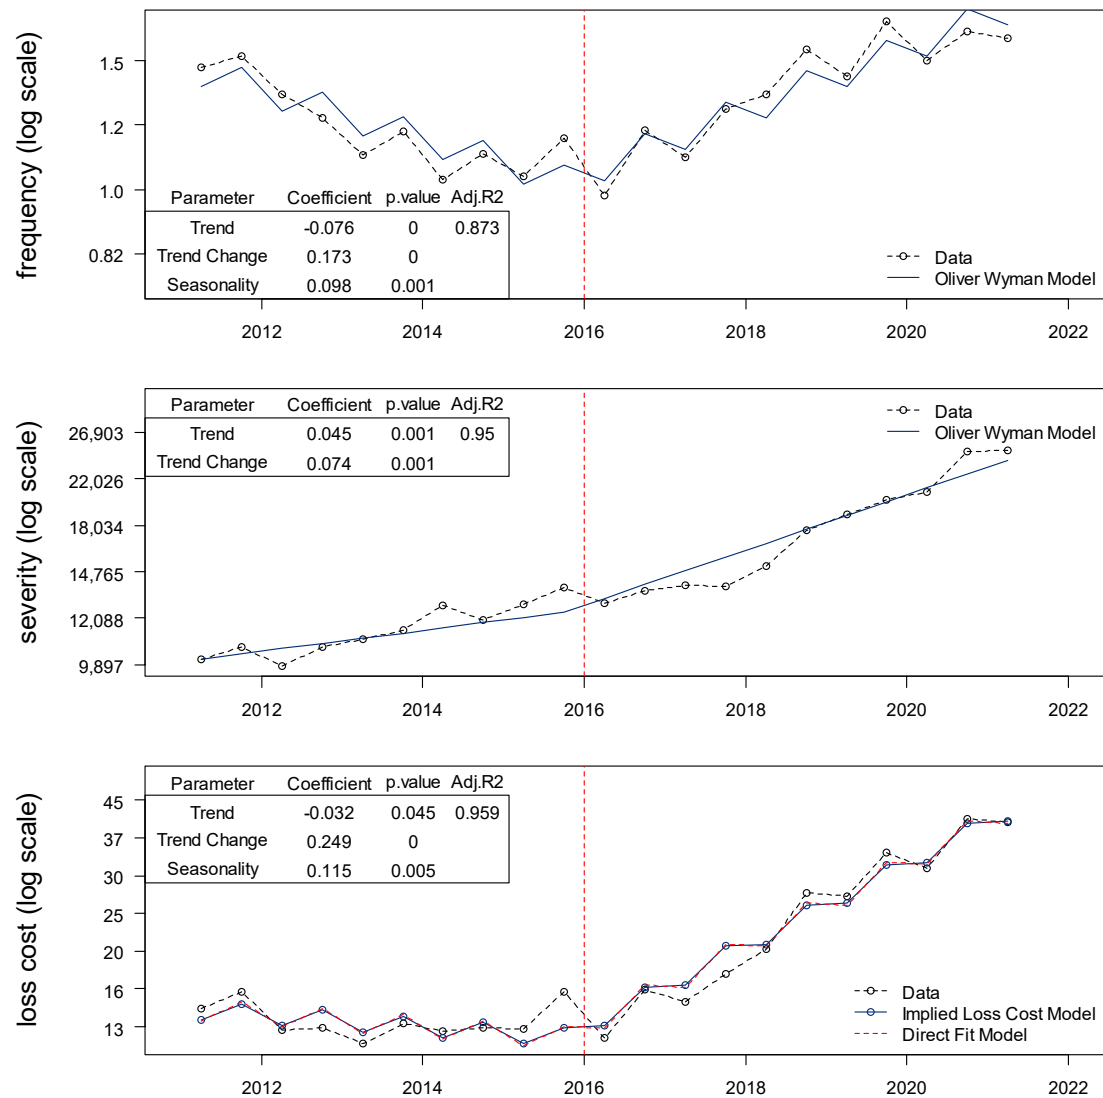 frequency (log scale)
1.5
1.2
1.0
0.82
Parameter Coefficient p.value Adj.R2
Trend -0.076 0 0.873
Trend Change 0.173 0
Seasonality 0.098 0.001
Data
Oliver Wyman Model
2012 2014 2016 2018 2020 2022
severity (log scale)
26,903
22,026
18,034
14,765
12,088
9,897
Parameter Coefficient p.value Adj.R2
Trend 0.045 0.001 0.95
Trend Change 0.074 0.001
Data
Oliver Wyman Model
2012 2014 2016 2018 2020 2022
loss cost (log scale)
45
37
30
25
20
16
13
Parameter Coefficient p.value Adj.R2
Trend -0.032 0.045 0.959
Trend Change 0.249 0
Seasonality 0.115 0.005
Data
Implied Loss Cost Model
Direct Fit Model
2012 2014 2016 2018 2020 2022